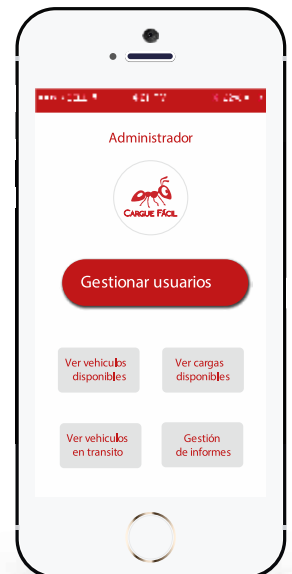 Administrador
CARGUE FÁCIL
Gestionar usuarios
Ver vehiculos
disponibles
Ver cargas
disponibles
Ver vehiculos
en transito
Gestión
de informes